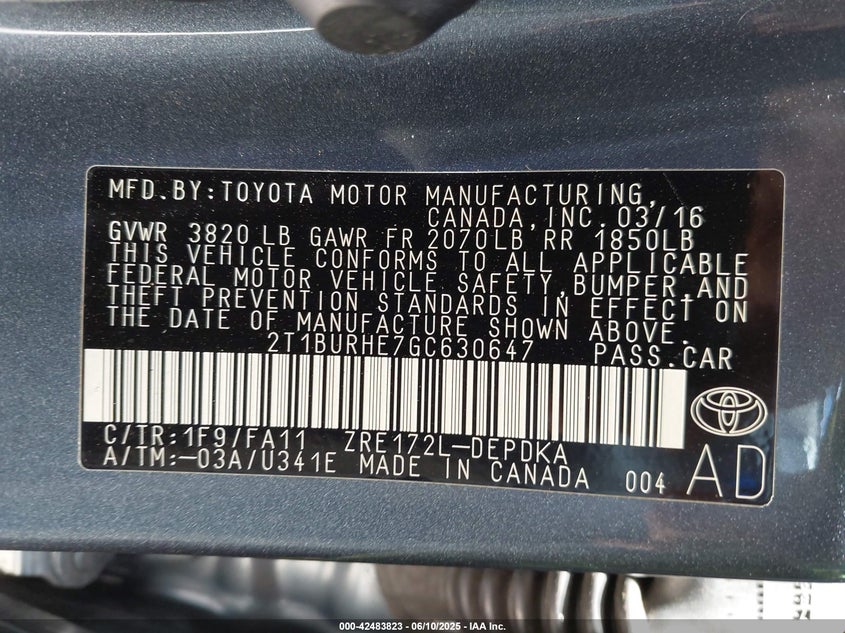 MFD.BY:TOYOTA MOTOR MANUFACTURING,
CANADA,INC. 03/16
GVWR 3820 LB GAWR FR 2070LB RR 1850LB
THIS VEHICLE CONFORMS TO ALL APPLICABLE
FEDERAL MOTOR VEHICLE SAFETY,BUMPER,AND
THEFT PREVENTION STANDARDS IN EFFECT ON
THE DATE OF MANUFACTURE SHOWN ABOVE.
2T1BURHE7GC630647 PASS.CAR
C/TR:1F9/FA11 ZRE172L-DEPDKA
A/TM:-03A/U341E MADE IN CANADA 004 AD
000-42483823 - 06/10/2025 - IAA Inc.